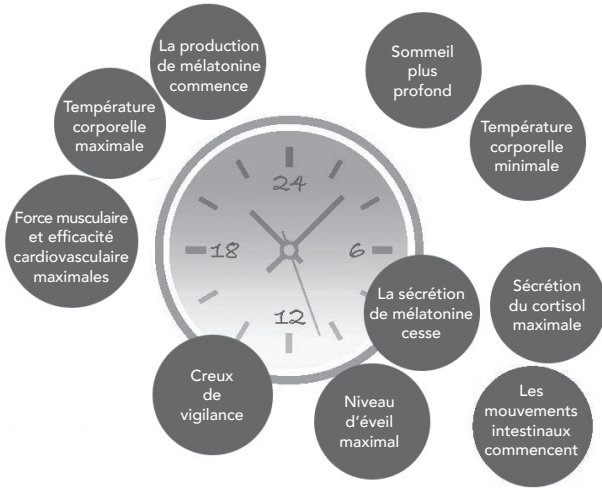 La production
de mélatonine
commence
Sommeil
plus
profond
Température
corporelle
maximale
Température
corporelle
minimale
Force musculaire
et efficacité
cardiovasculaire
maximales
24
18
6
12
La sécrétion
de mélatonine
cesse
Sécrétion
du cortisol
maximale
Creux
de
vigilance
Niveau
d'éveil
maximal
Les
mouvements
intestinaux
commencent